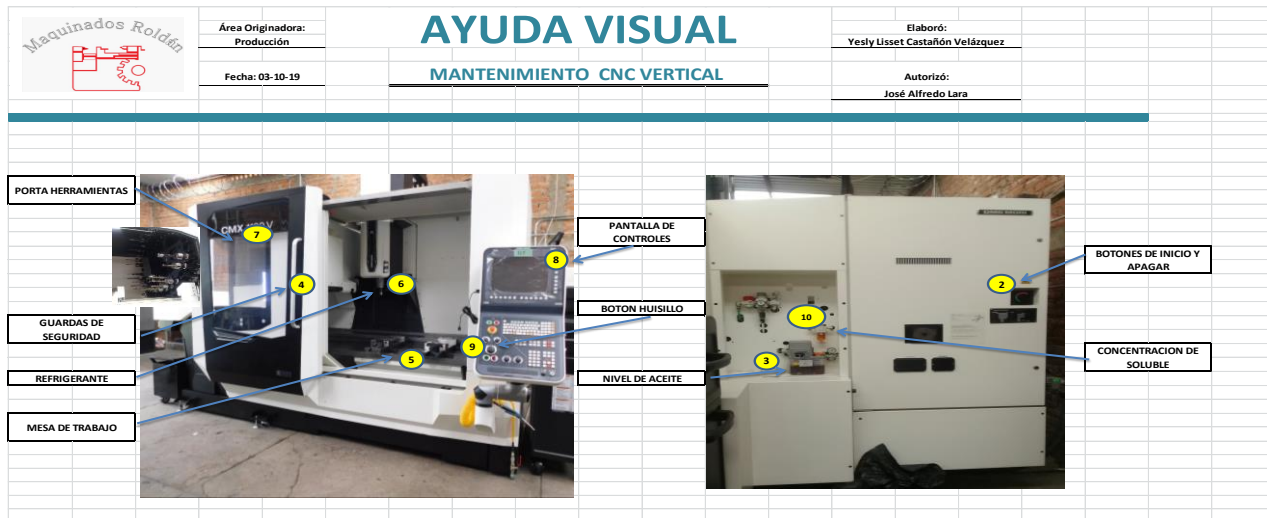 Maquinados Roldán
Área Originadora:
Producción
Fecha: 03-10-19
AYUDA VISUAL
MANTENIMIENTO CNC VERTICAL
Elaboró:
Yesly Lisset Castañón Velázquez
Autorizó:
José Alfredo Lara
PORTA HERRAMIENTAS
GUARDAS DE
SEGURIDAD
REFRIGERANTE
MESA DE TRABAJO
7
4
6
5
8
9
PANTALLA DE
CONTROLES
BOTON HUISILLO
NIVEL DE ACEITE
2
10
3
BOTONES DE INICIO Y
APAGAR
CONCENTRACION DE
SOLUBLE